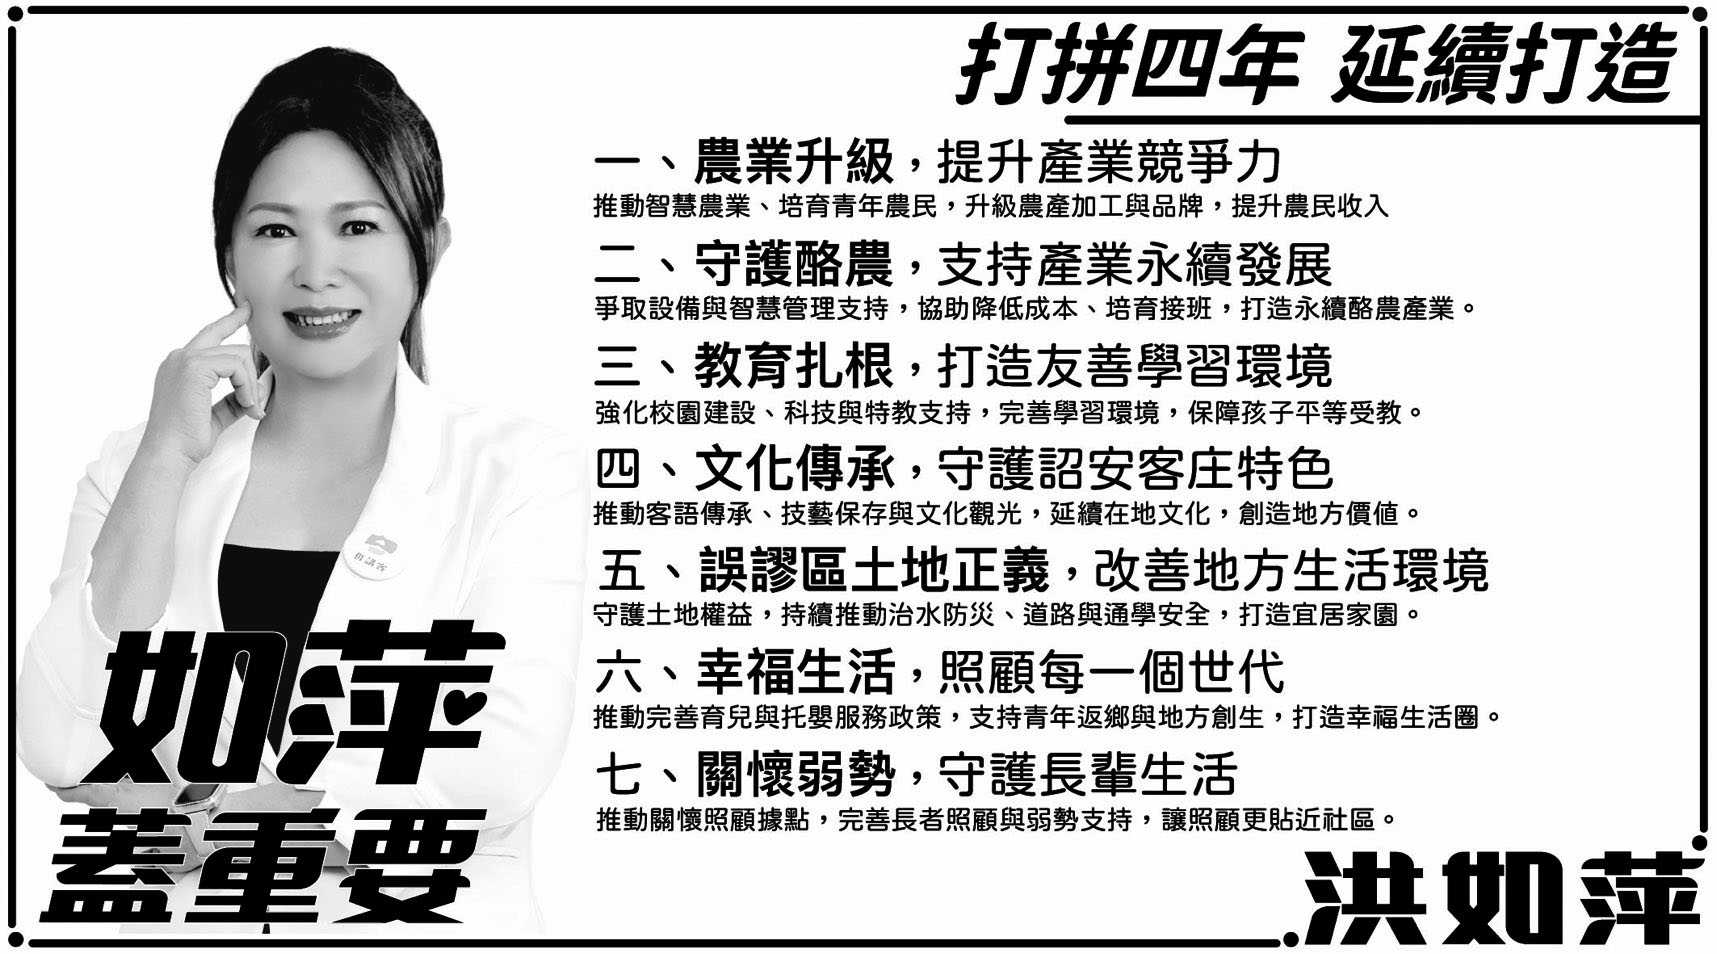 打拼四年 延續打造
一、農業升級，提升產業競爭力
推動智慧農業、培育青年農民，升級農產加工與品牌，提升農民收入
二、守護酪農，支持產業永續發展
爭取設備與智慧管理支持，協助降低成本、培育接班，打造永續酪農產業。
三、教育扎根，打造友善學習環境
強化校園建設、科技與特教支持，完善學習環境，保障孩子平等受教。
四、文化傳承，守護詔安客庄特色
推動客語傳承、技藝保存與文化觀光，延續在地文化，創造地方價值。
五、誤謬區土地正義，改善地方生活環境
守護土地權益，持續推動治水防災、道路與通學安全，打造宜居家園。
六、幸福生活，照顧每一個世代
推動完善育兒與托嬰服務政策，支持青年返鄉與地方創生，打造幸福生活圈。
七、關懷弱勢，守護長輩生活
推動關懷照顧據點，完善長者照顧與弱勢支持，讓照顧更貼近社區。
如萍
蓋重要
洪如萍